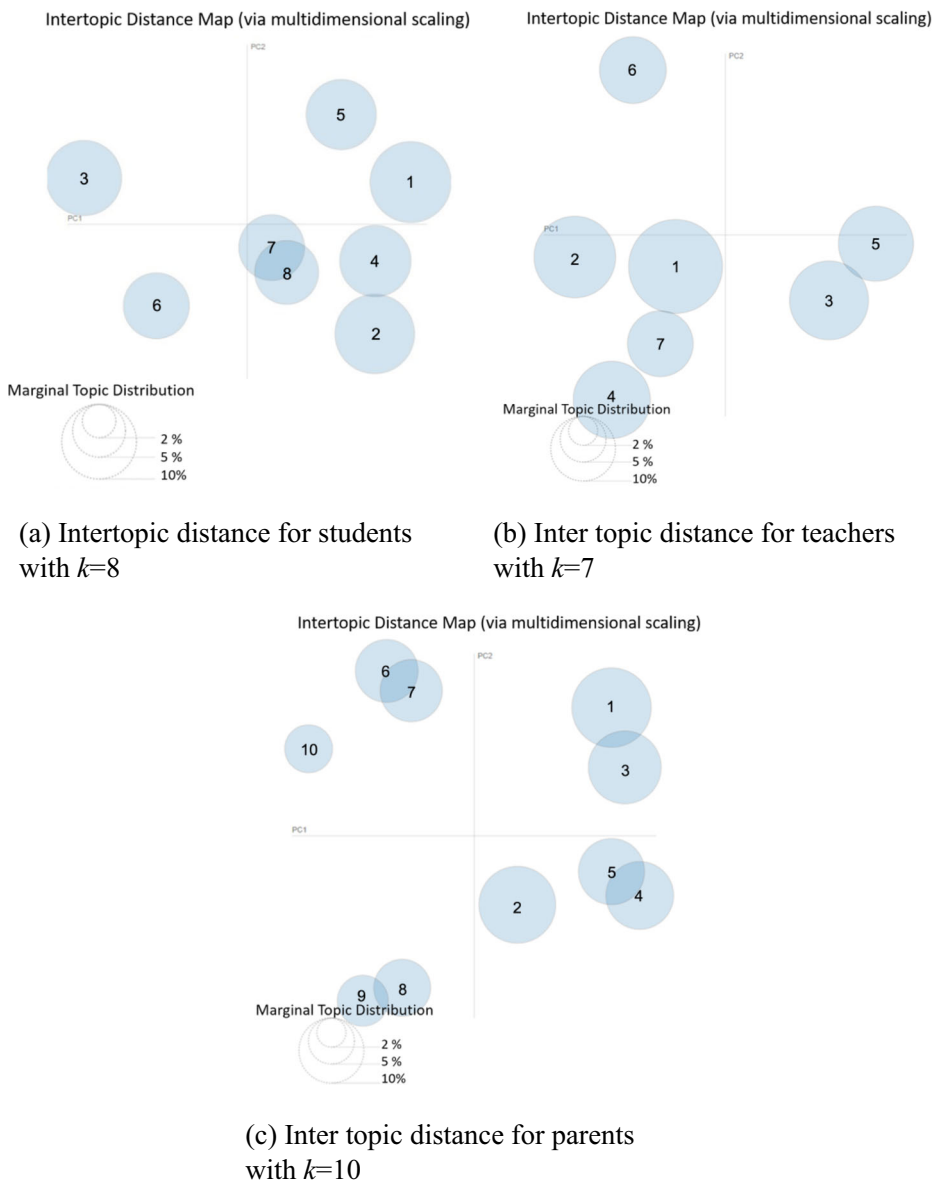 Intertopic Distance Map (via multidimensional scaling)
PC2
5
3
1
PC1
7
4
8
6
2
Marginal Topic Distribution
2 %
5 %
10%
(a) Intertopic distance for students
with k=8
Intertopic Distance Map (via multidimensional scaling)
6
PC2
PC1
5
2
1
3
7
4
Marginal Topic Distribution
2 %
5 %
10%
(b) Inter topic distance for teachers
with k=7
Intertopic Distance Map (via multidimensional scaling)
PC2
6
7
1
10
3
PC1
5
4
2
8
9
Marginal Topic Distribution
2 %
5 %
10%
(c) Inter topic distance for parents
with k=10